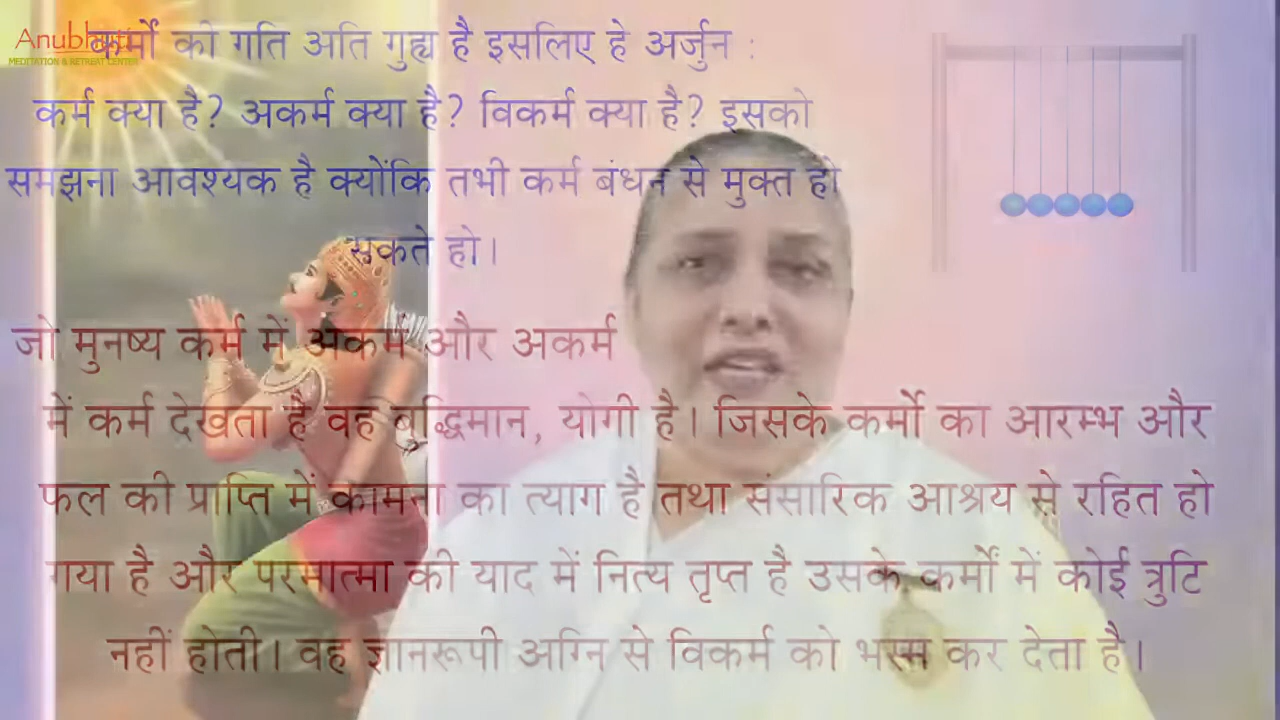 Anubhuti
MEDITATION & RETREAT CENTER
कर्मों की गति अति गुह्य है इसलिए हे अर्जुन :
कर्म क्या है? अकर्म क्या है? विकर्म क्या है? इसको
समझना आवश्यक है क्योंकि तभी कर्म बंधन से मुक्त हो
सकते हो।
जो मुनष्य कर्म में अकर्म और अकर्म
में कर्म देखता है वह बुद्धिमान, योगी है। जिसके कर्मो का आरम्भ और
फल की प्राप्ति में कामना का त्याग है तथा संसारिक आश्रय से रहित हो
गया है और परमात्मा की याद में नित्य तृप्त है उसके कर्मों में कोई त्रुटि
नहीं होती। वह ज्ञानरूपी अग्नि से विकर्म को भस्म कर देता है।